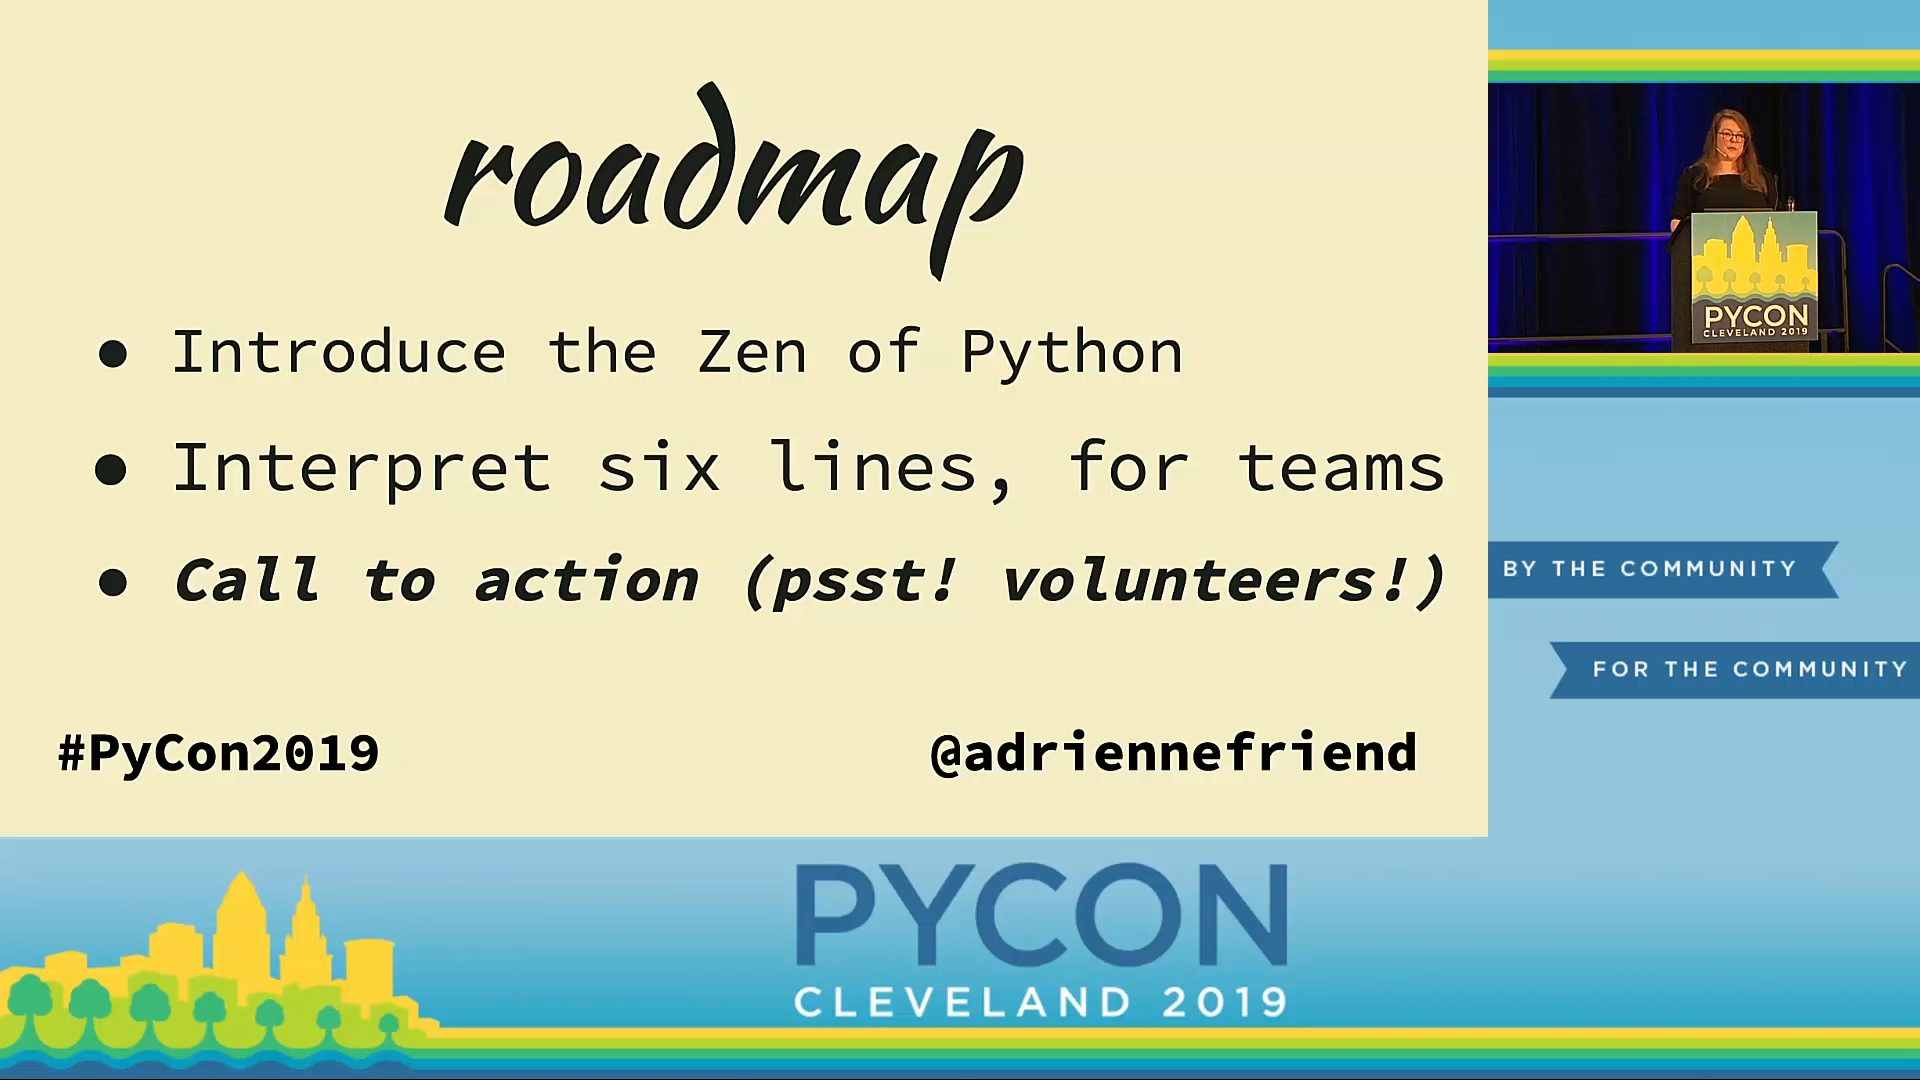 roadmap
● Introduce the Zen of Python
● Interpret six lines, for teams
● Call to action (psst! volunteers!)
#PyCon2019
@adriennefriend
PYCON
CLEVELAND 2019
BY THE COMMUNITY
FOR THE COMMUNITY
PYCON
CLEVELAND 2019